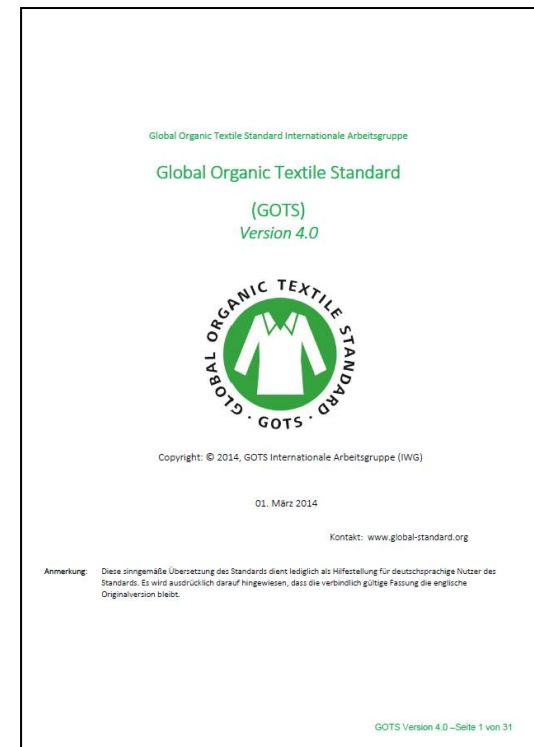 Global Organic Textile Standard Internationale Arbeitsgruppe
Global Organic Textile Standard
(GOTS)
Version 4.0
GLOBAL ORGANIC TEXTILE STANDARD · GOTS ·
Copyright: © 2014, GOTS Internationale Arbeitsgruppe (IWG)
01. März 2014
Kontakt: www.global-standard.org
Anmerkung: Diese sinngemäße Übersetzung des Standards dient lediglich als Hilfestellung für deutschsprachige Nutzer des
Standards. Es wird ausdrücklich darauf hingewiesen, dass die verbindlich gültige Fassung die englische
Originalversion bleibt.
GOTS Version 4.0 –Seite 1 von 31